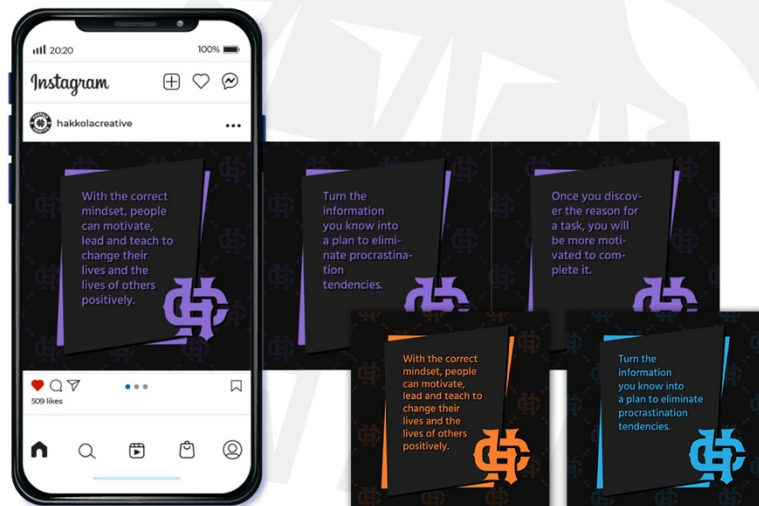 20:20
100%
Instagram
hakkolacreative
With the correct
mindset, people
can motivate,
lead and teach to
change their
lives and the
lives of others
positively.
509 likes
Turn the
information
you know into
a plan to elimi-
nate procrastina-
tion
tendencies.
Once you discov-
er the reason for
a task, you will
be more moti-
vated to com-
plete it.
With the correct
mindset, people
can motivate,
lead and teach to
change their
lives and the
lives of others
positively.
Turn the
information
you know into
a plan to eliminate
procrastination
tendencies.